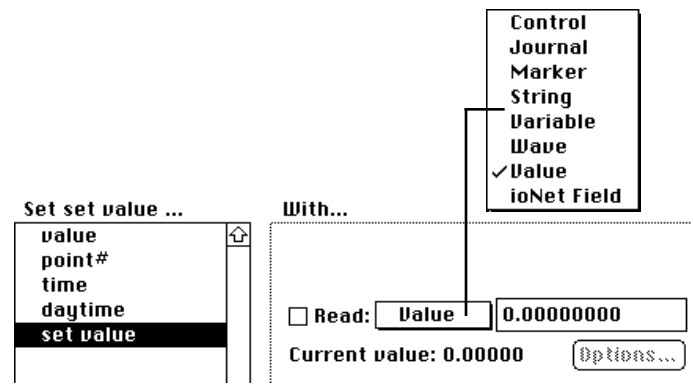 Control
Journal
Marker
String
Variable
Wave
✓Value
ioNet Field
Set set value ...
With...
value
point#
time
daytime
set value
Read: Value 0.00000000
Current value: 0.00000 Options...